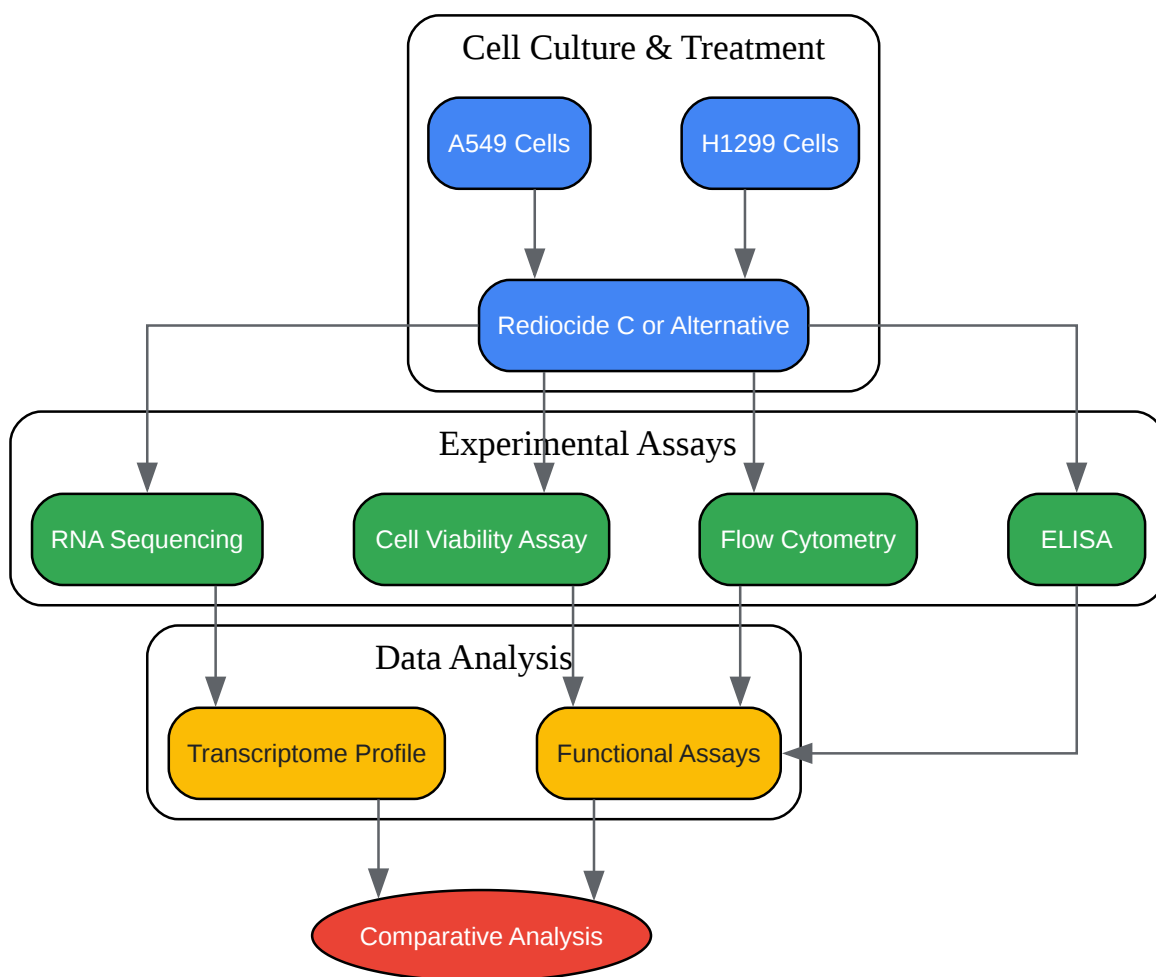 Cell Culture & Treatment
A549 Cells
H1299 Cells
Rediocide C or Alternative
Experimental Assays
RNA Sequencing
Cell Viability Assay
Flow Cytometry
ELISA
Data Analysis
Transcriptome Profile
Functional Assays
Comparative Analysis